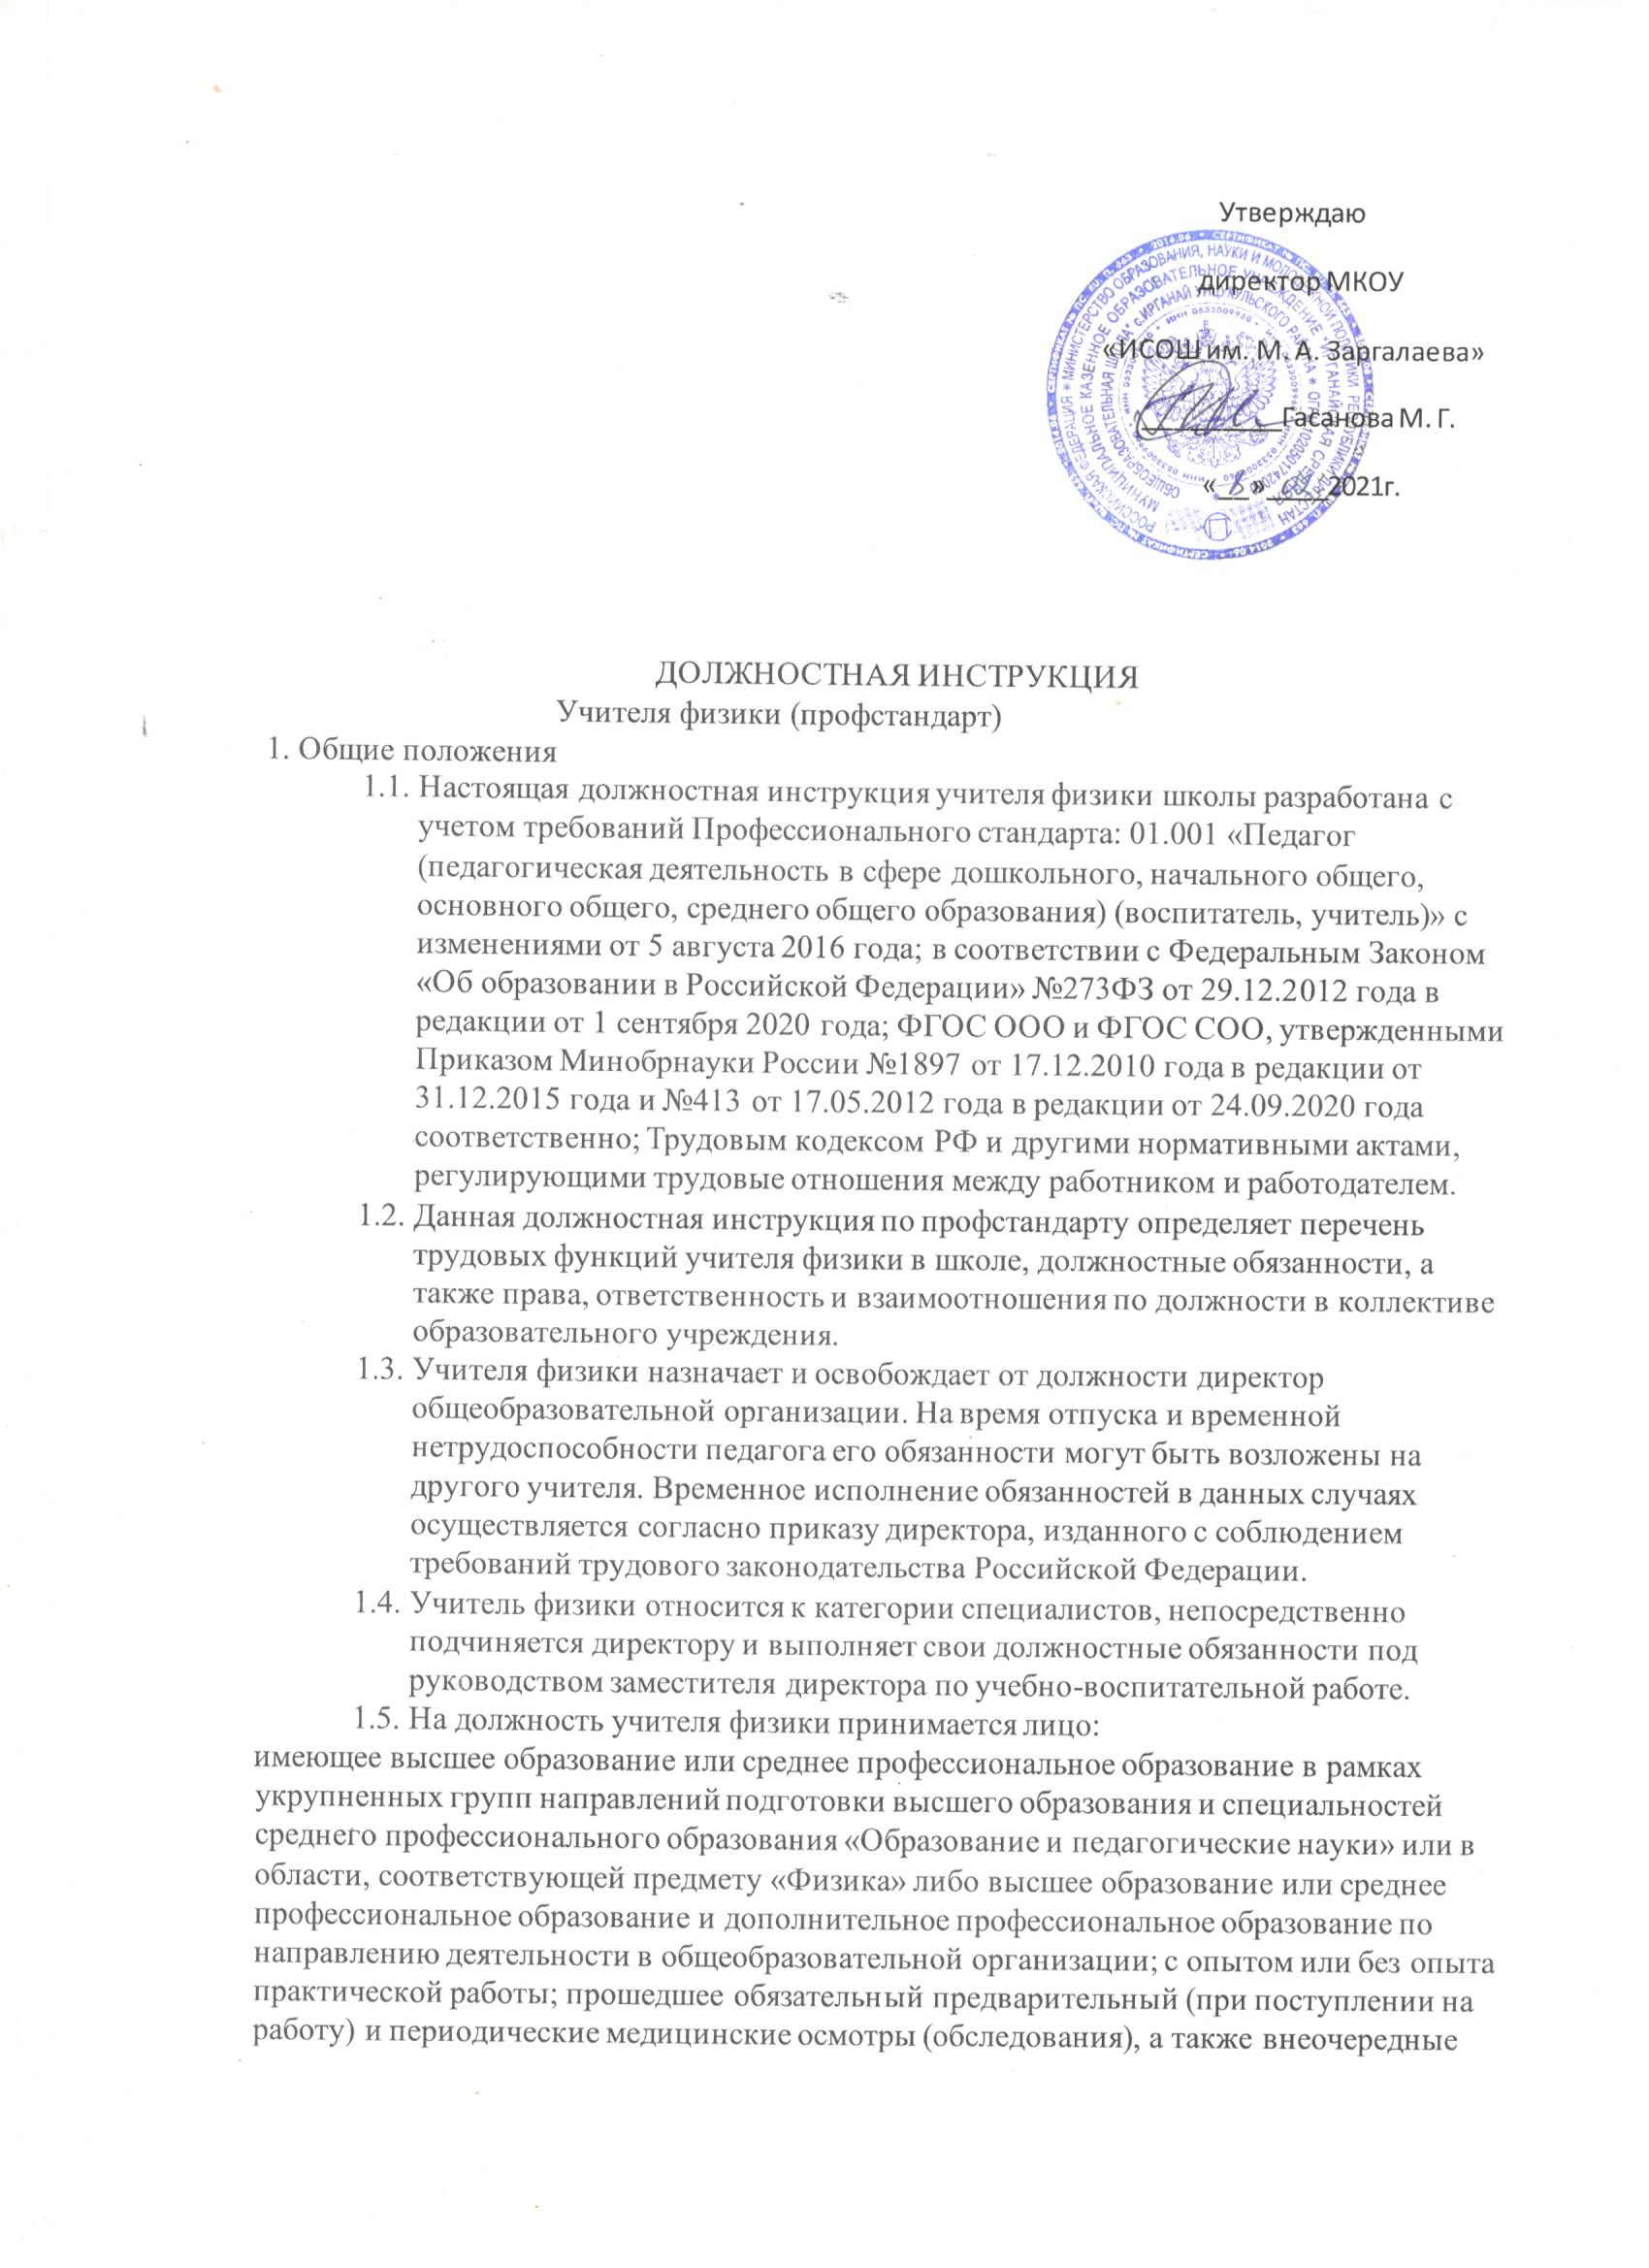 Утверждаю
директор МКОУ
«ИСОШ им. М. А. Заргалаева»
Гасанова М. Г.
«__»____2021г.
ДОЛЖНОСТНАЯ ИНСТРУКЦИЯ
Учителя физики (профстандарт)
1. Общие положения
1.1. Настоящая должностная инструкция учителя физики школы разработана с
учетом требований Профессионального стандарта: 01.001 «Педагог
(педагогическая деятельность в сфере дошкольного, начального общего,
основного общего, среднего общего образования) (воспитатель, учитель)» с
изменениями от 5 августа 2016 года; в соответствии с Федеральным Законом
«Об образовании в Российской Федерации» №273ФЗ от 29.12.2012 года в
редакции от 1 сентября 2020 года; ФГОС ООО и ФГОС СОО, утвержденными
Приказом Минобрнауки России №1897 от 17.12.2010 года в редакции от
31.12.2015 года и №413 от 17.05.2012 года в редакции от 24.09.2020 года
соответственно; Трудовым кодексом РФ и другими нормативными актами,
регулирующими трудовые отношения между работником и работодателем.
1.2. Данная должностная инструкция по профстандарту определяет перечень
трудовых функций учителя физики в школе, должностные обязанности, а
также права, ответственность и взаимоотношения по должности в коллективе
образовательного учреждения.
1.3. Учителя физики назначает и освобождает от должности директор
общеобразовательной организации. На время отпуска и временной
нетрудоспособности педагога его обязанности могут быть возложены на
другого учителя. Временное исполнение обязанностей в данных случаях
осуществляется согласно приказу директора, изданного с соблюдением
требований трудового законодательства Российской Федерации.
1.4. Учитель физики относится к категории специалистов, непосредственно
подчиняется директору и выполняет свои должностные обязанности под
руководством заместителя директора по учебно-воспитательной работе.
1.5. На должность учителя физики принимается лицо:
имеющее высшее образование или среднее профессиональное образование в рамках
укрупненных групп направлений подготовки высшего образования и специальностей
среднего профессионального образования «Образование и педагогические науки» или в
области, соответствующей предмету «Физика» либо высшее образование или среднее
профессиональное образование и дополнительное профессиональное образование по
направлению деятельности в общеобразовательной организации; с опытом или без опыта
практической работы; прошедшее обязательный предварительный (при поступлении на
работу) и периодические медицинские осмотры (обследования), а также внеочередные